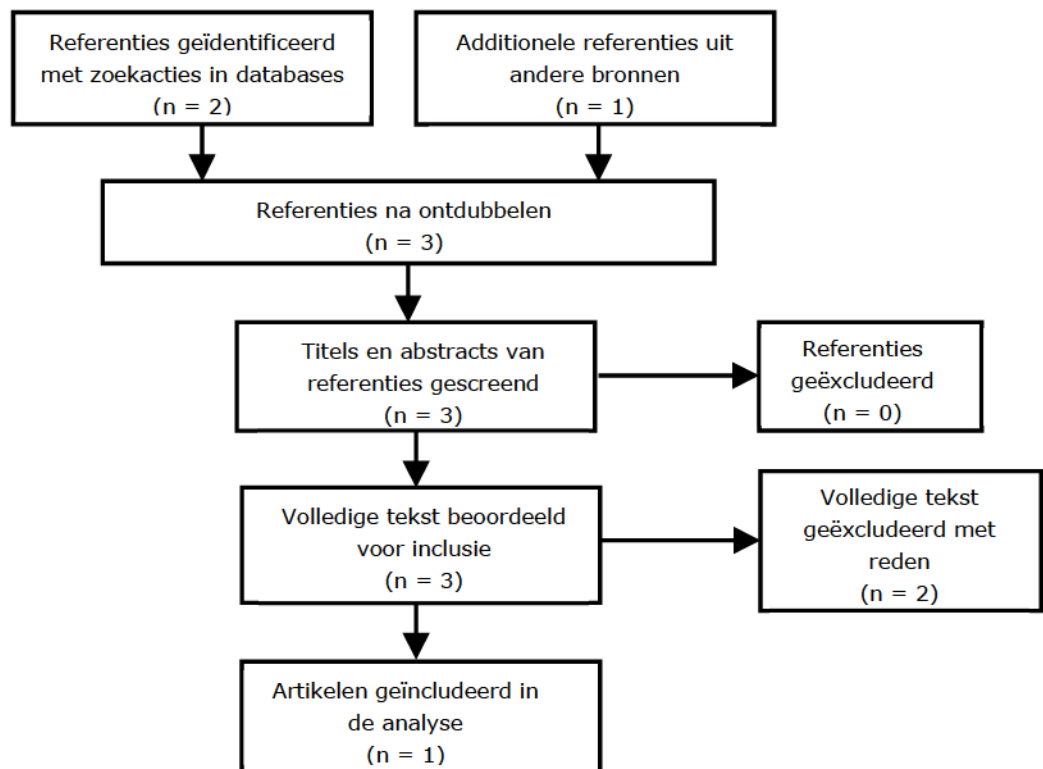 Referenties geïdentificeerd
met zoekacties in databases
(n = 2)
Additionele referenties uit
andere bronnen
(n = 1)
Referenties na ontdubbelen
(n = 3)
Titels en abstracts van
referenties gescreend
(n = 3)
Referenties
geëxcludeerd
(n = 0)
Volledige tekst beoordeeld
voor inclusie
(n = 3)
Volledige tekst
geëxcludeerd met
reden
(n = 2)
Artikelen geïncludeerd in
de analyse
(n = 1)